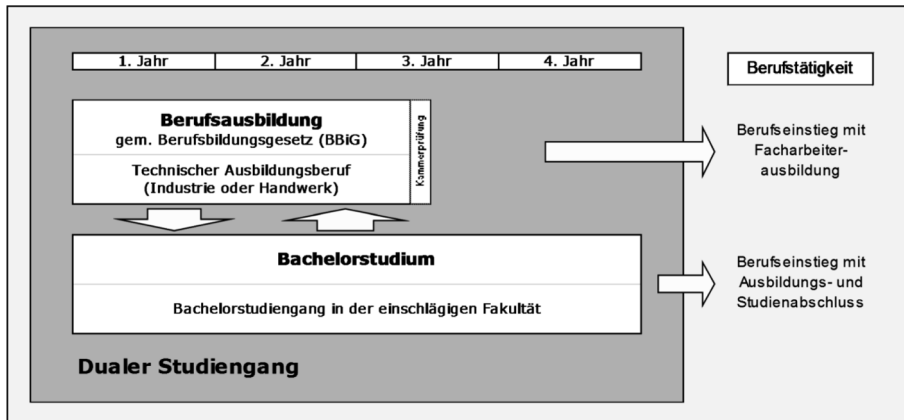 1. Jahr 2. Jahr 3. Jahr 4. Jahr
Berufstätigkeit
Berufsausbildung
gem. Berufsbildungsgesetz (BBiG)
Technischer Ausbildungsberuf
(Industrie oder Handwerk)
Kammerprüfung
Berufseinstieg mit
Facharbeiter-
ausbildung
Bachelorstudium
Bachelorstudiengang in der einschlägigen Fakultät
Berufseinstieg mit
Ausbildungs- und
Studienabschluss
Dualer Studiengang